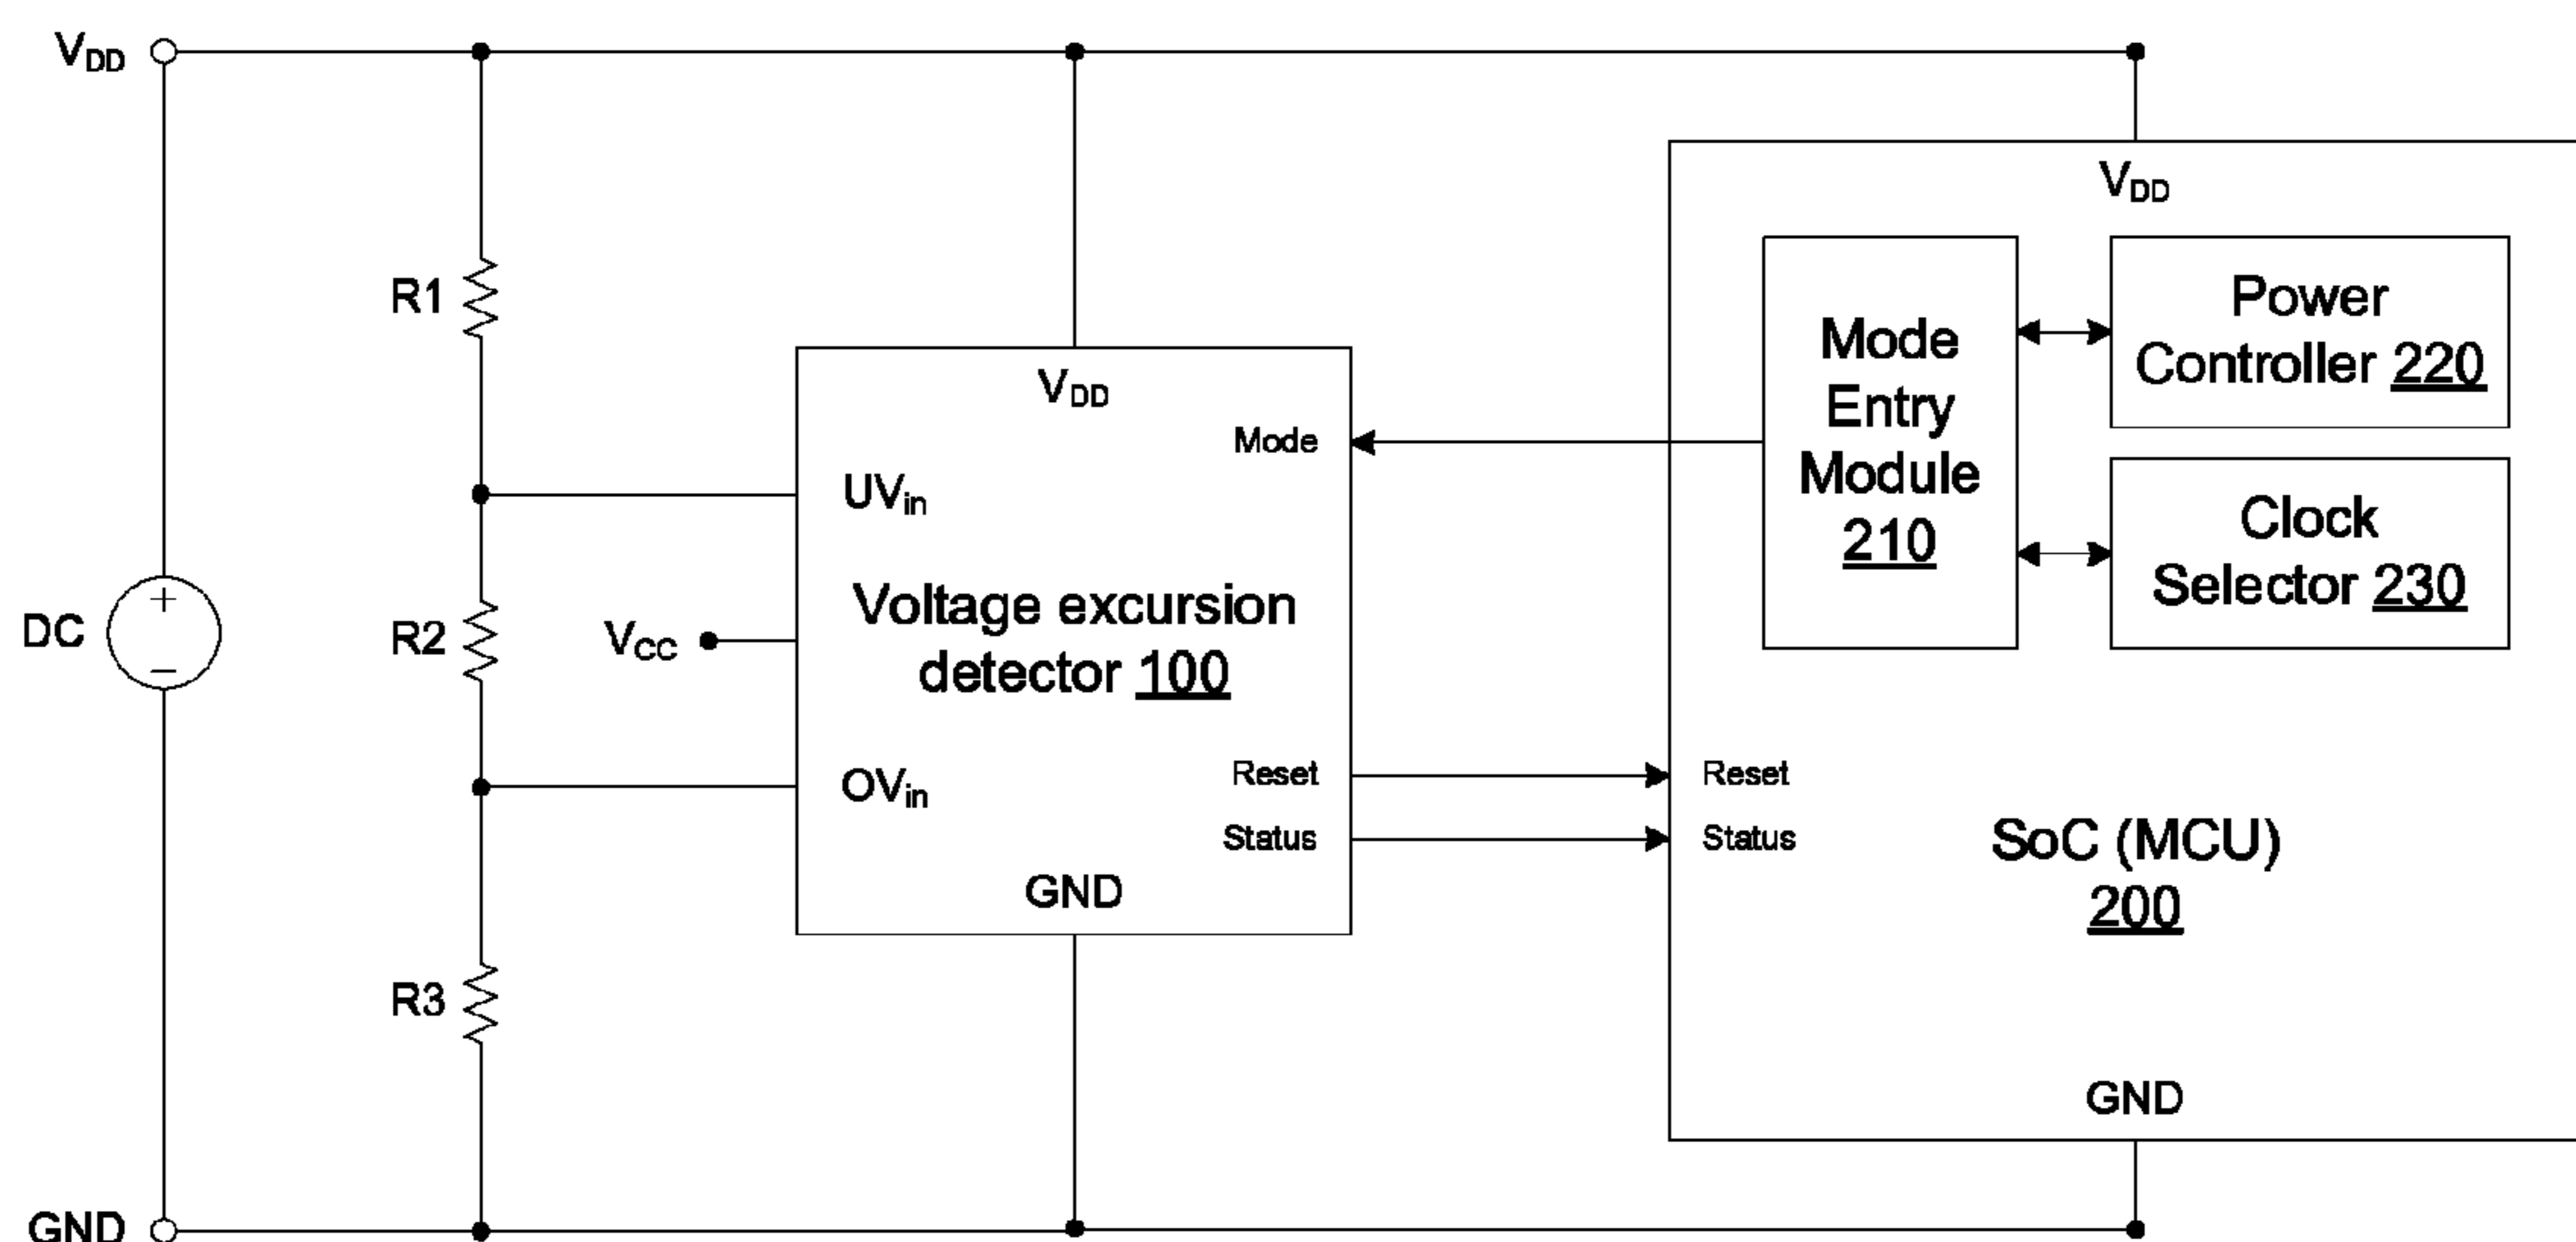 VDD
DC
GND
R1
R2
R3
VCC
VDD
Mode
UVin
Voltage excursion
detector 100
OVin
Reset
Status
GND
VDD
Mode
Entry
Module
210
Power
Controller 220
Clock
Selector 230
Reset
Status
SoC (MCU)
200
GND